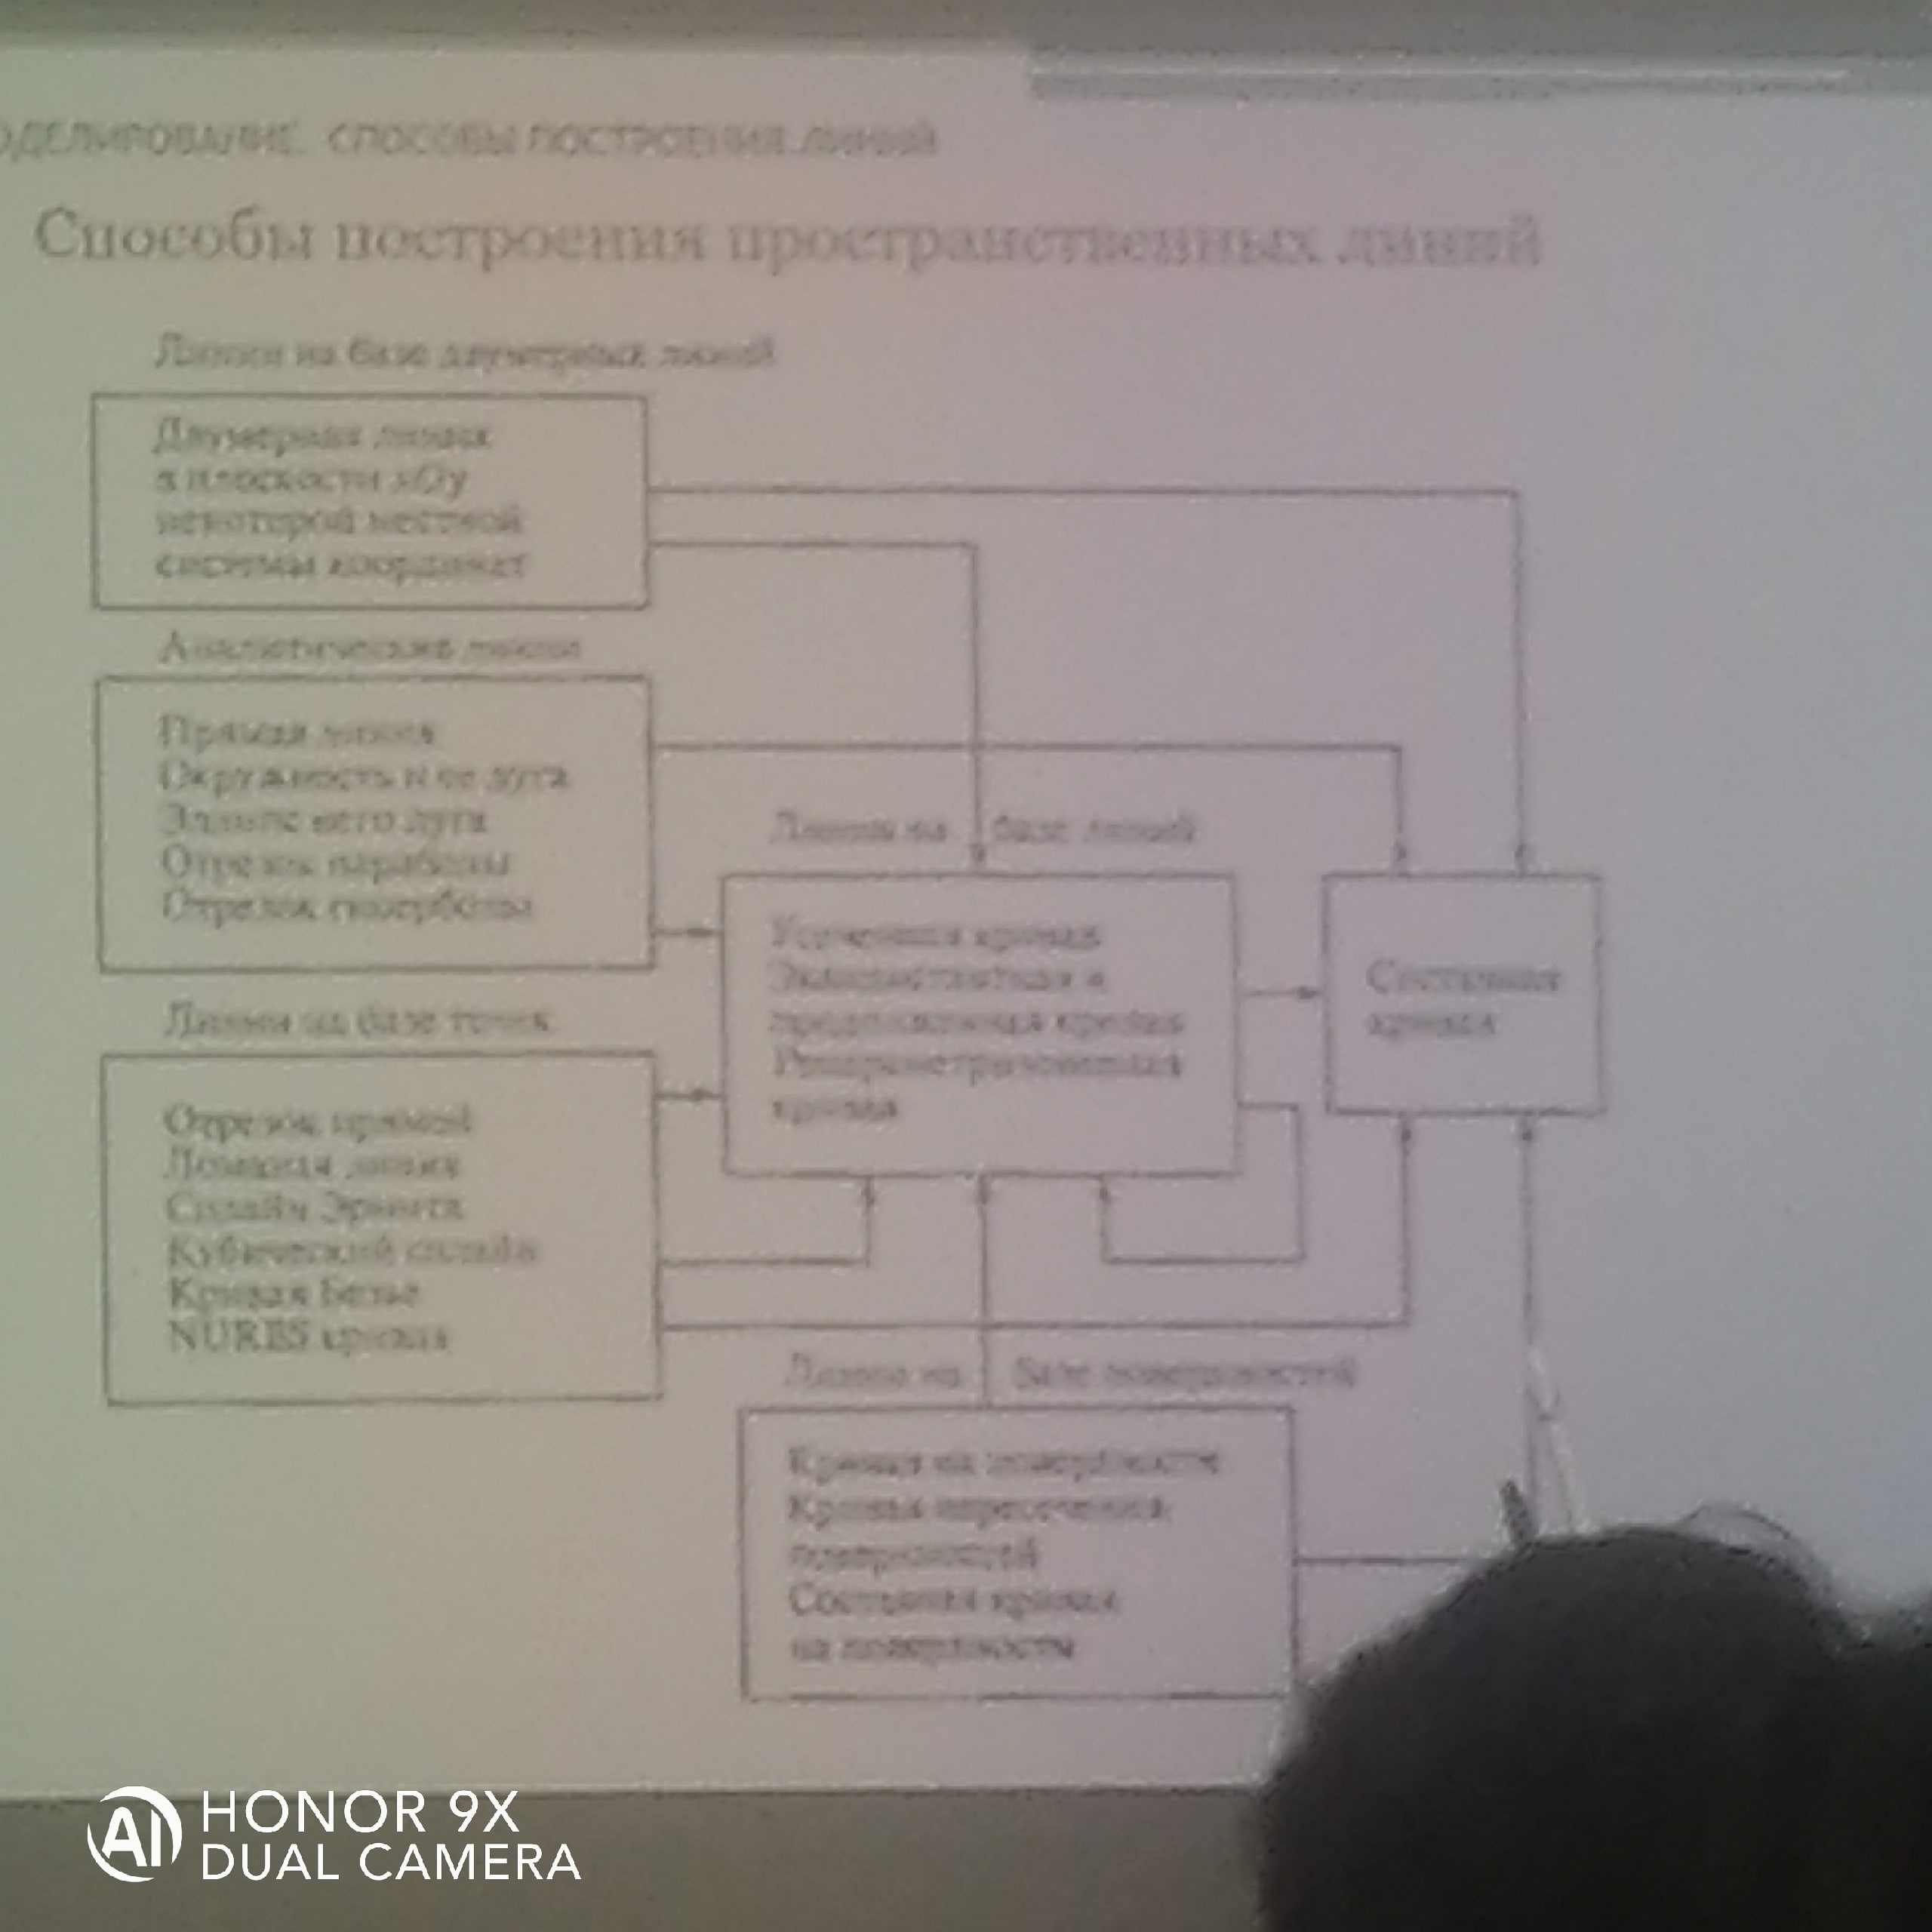 ОДЕЛИРОВАНИЕ. СПОСОБЫ ПОСТРОЕНИЯ ЛИНИЙ
Способы построения пространственных линий
Линии на базе двумерных линий
Двумерная линия
в плоскости xOy
некоторой местной
системы координат
Аналитические линии
Прямая линия
Окружность и ее дуга
Эллипс и его дуга
Отрезок параболы
Отрезок гиперболы
Линии на базе линий
Усеченная кривая
Эквидистантная и
продолженная кривая
Репараметризованная
кривая
Составная
кривая
Линии на базе точек
Отрезок прямой
Ломаная линия
Сплайн Эрмита
Кубический сплайн
Кривая Безье
NURBS кривая
Линии на базе поверхностей
Кривая на поверхности
Кривая пересечения
поверхностей
Составная кривая
на поверхности
HONOR 9X
DUAL CAMERA
AI